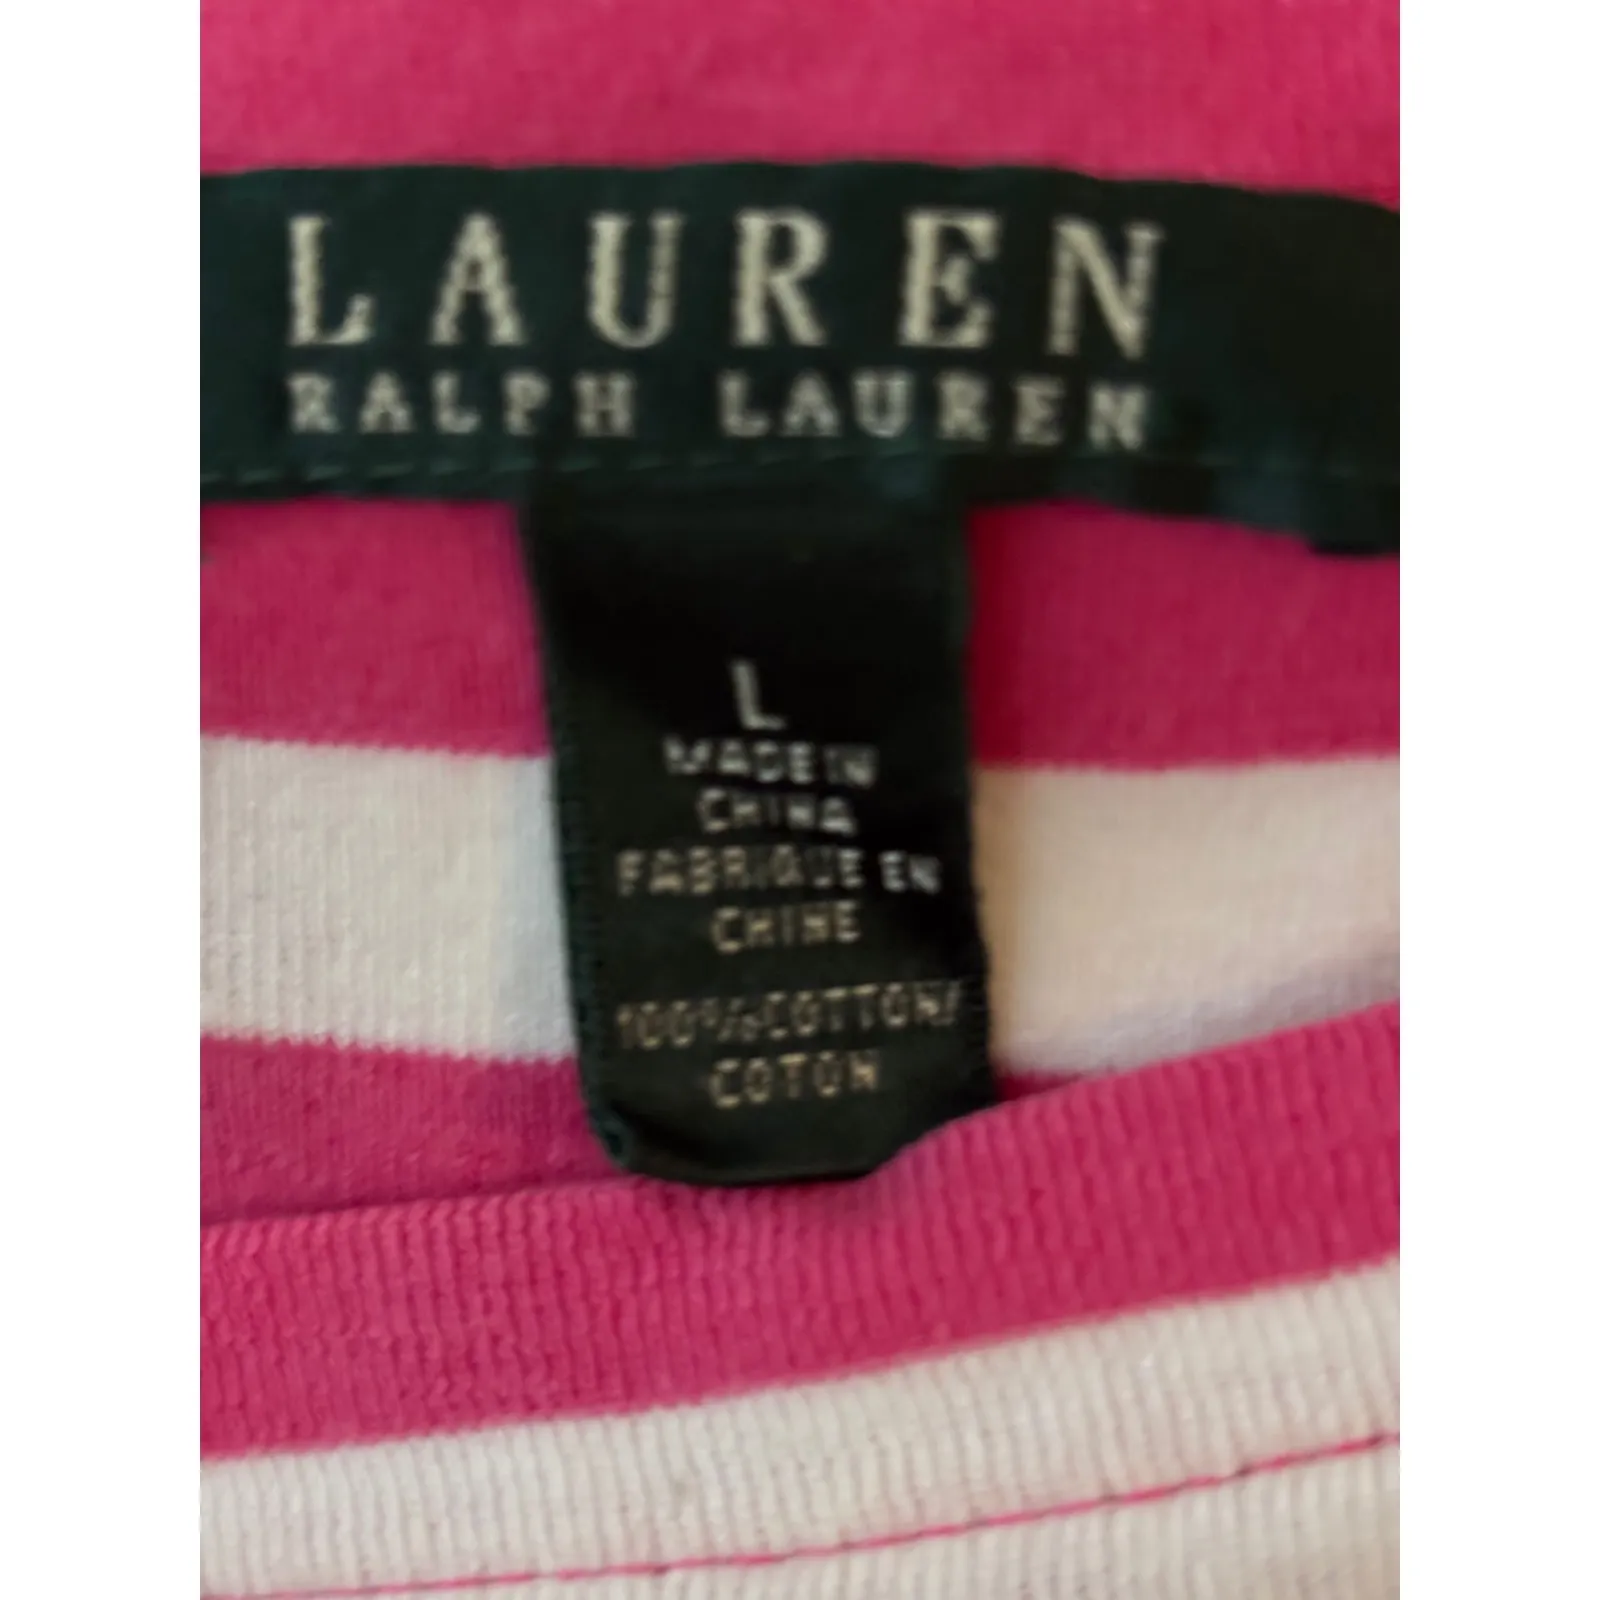 LAUREN
RALPH LAUREN
L
MADE IN
CHINA
FABRIQUE EN
CHINE
100% COTTON/
COTON